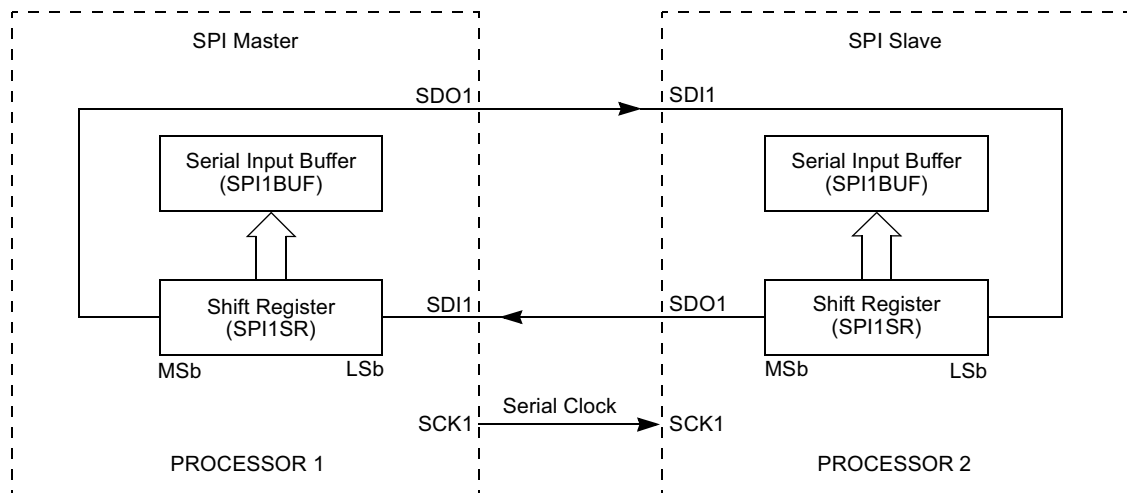 SPI Master
SPI Slave
SDO1
SDI1
Serial Input Buffer
(SPI1BUF)
Serial Input Buffer
(SPI1BUF)
Shift Register
(SPI1SR)
SDI1
SDO1
Shift Register
(SPI1SR)
MSb
LSb
MSb
LSb
Serial Clock
SCK1
SCK1
PROCESSOR 1
PROCESSOR 2